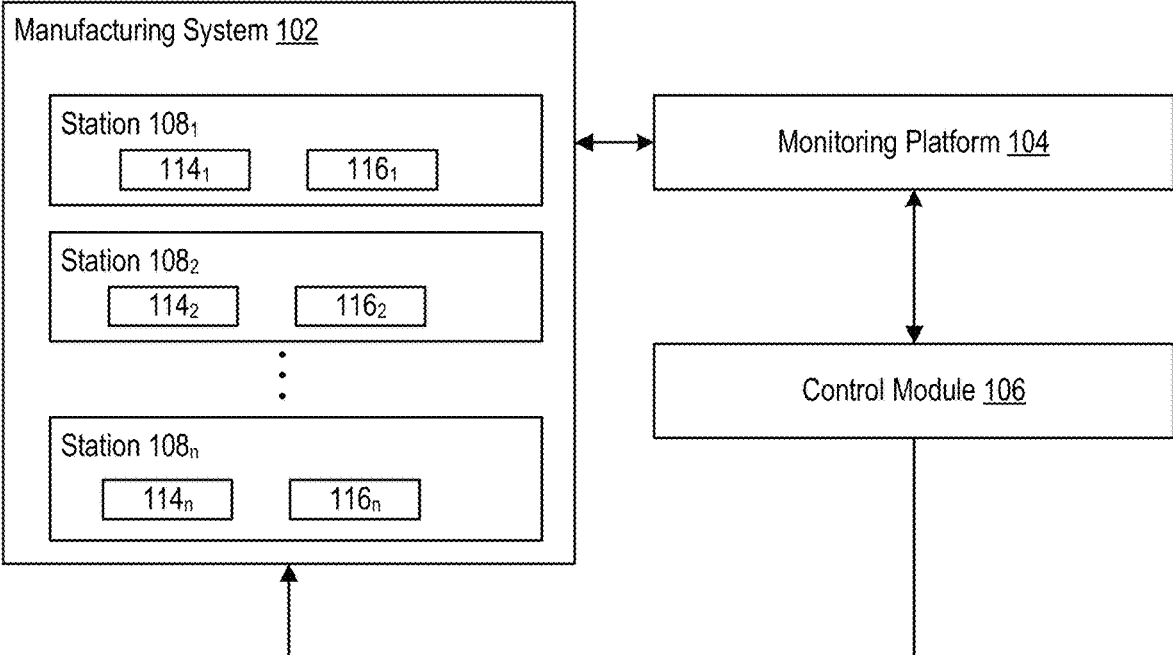 Manufacturing System 102
Station 108₁
114₁ 116₁
Station 108₂
114₂ 116₂
Station 108ₙ
114ₙ 116ₙ
Monitoring Platform 104
Control Module 106